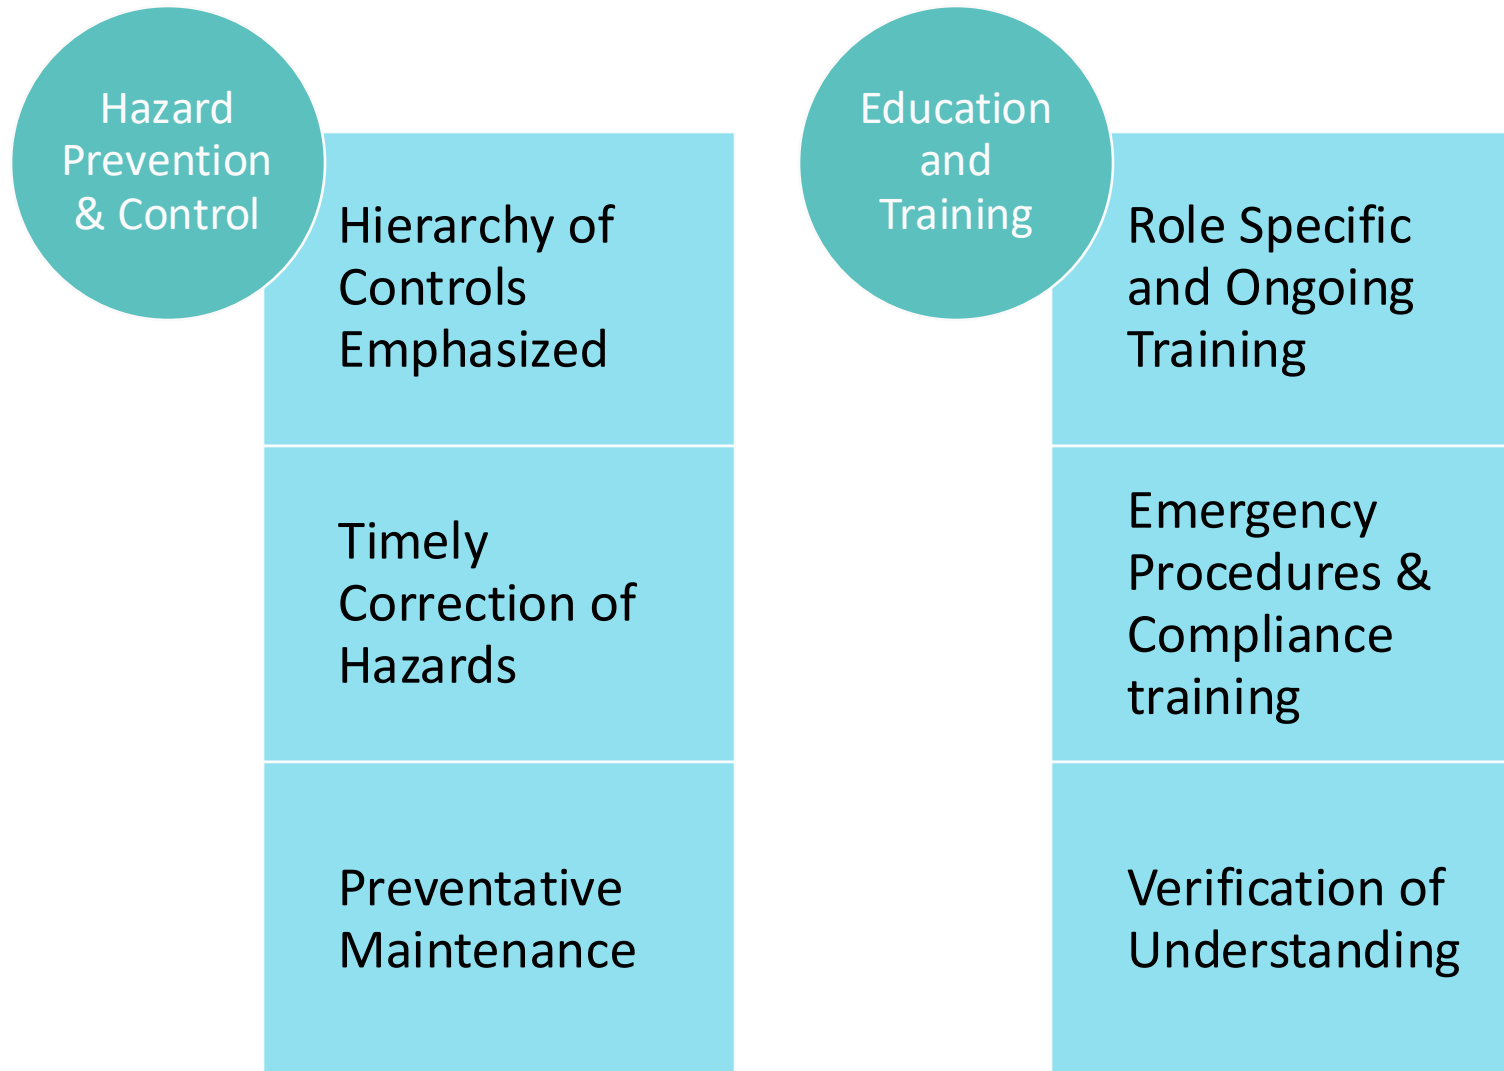 Hazard
Prevention
& Control
Hierarchy of
Controls
Emphasized
Timely
Correction of
Hazards
Preventative
Maintenance
Education
and
Training
Role Specific
and Ongoing
Training
Emergency
Procedures &
Compliance
training
Verification of
Understanding